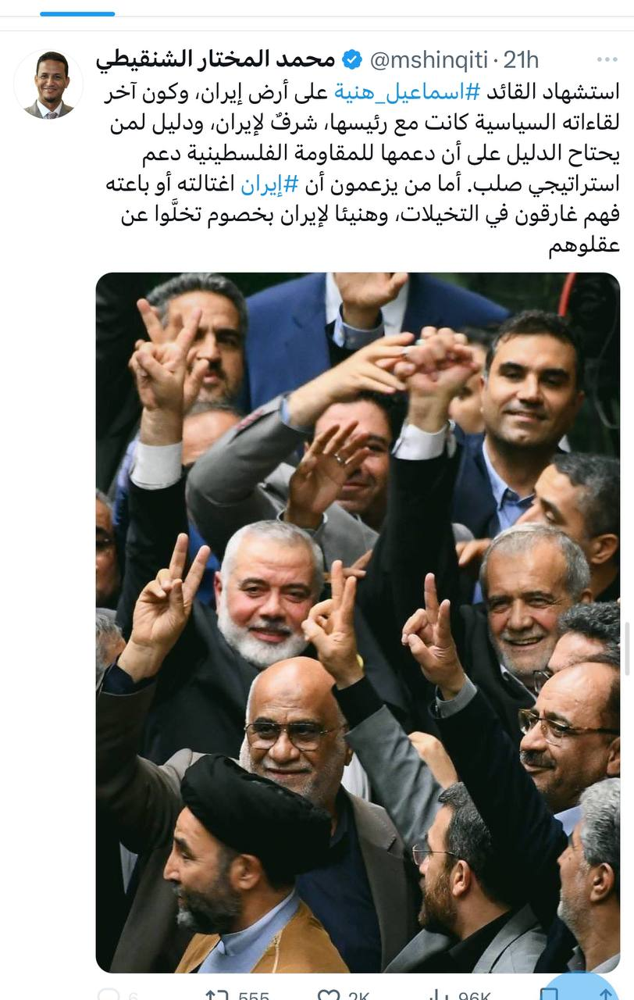 محمد المختار الشنقيطي @mshinqiti · 21h
استشهاد القائد #اسماعيل_هنية على أرض إيران، وكون آخر
لقاءاته السياسية كانت مع رئيسها، شرفٌ لإيران، ودليل لمن
يحتاج الدليل على أن دعمها للمقاومة الفلسطينية دعم
استراتيجي صلب. أما من يزعمون أن #إيران اغتالته أو باعته
فهم غارقون في التخيلات، وهنيئا لإيران بخصوم تخلَّوا عن
عقلوهم
6 555 2K 96K